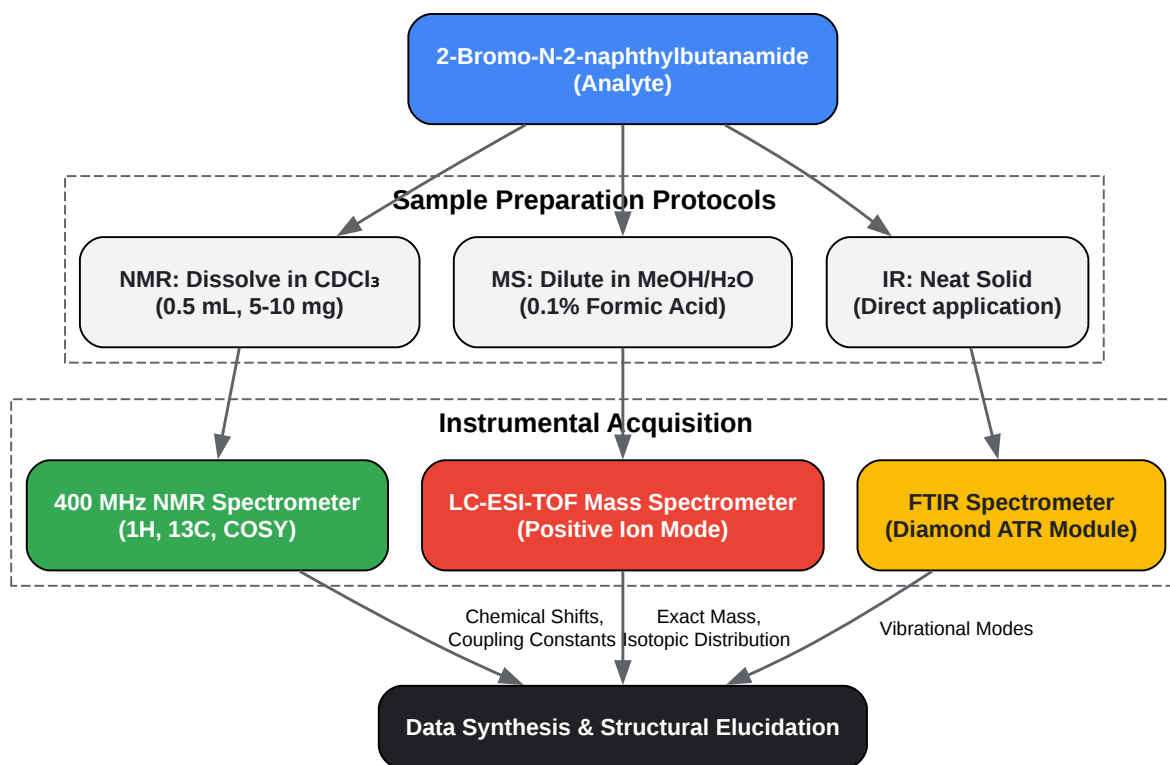 2-Bromo-N-2-naphthylbutanamide
(Analyte)
Sample Preparation Protocols
NMR: Dissolve in CDCl₃
(0.5 mL, 5-10 mg)
MS: Dilute in MeOH/H₂O
(0.1% Formic Acid)
IR: Neat Solid
(Direct application)
Instrumental Acquisition
400 MHz NMR Spectrometer
(1H, 13C, COSY)
LC-ESI-TOF Mass Spectrometer
(Positive Ion Mode)
FTIR Spectrometer
(Diamond ATR Module)
Chemical Shifts,
Coupling Constants
Exact Mass,
Isotopic Distribution
Vibrational Modes
Data Synthesis & Structural Elucidation